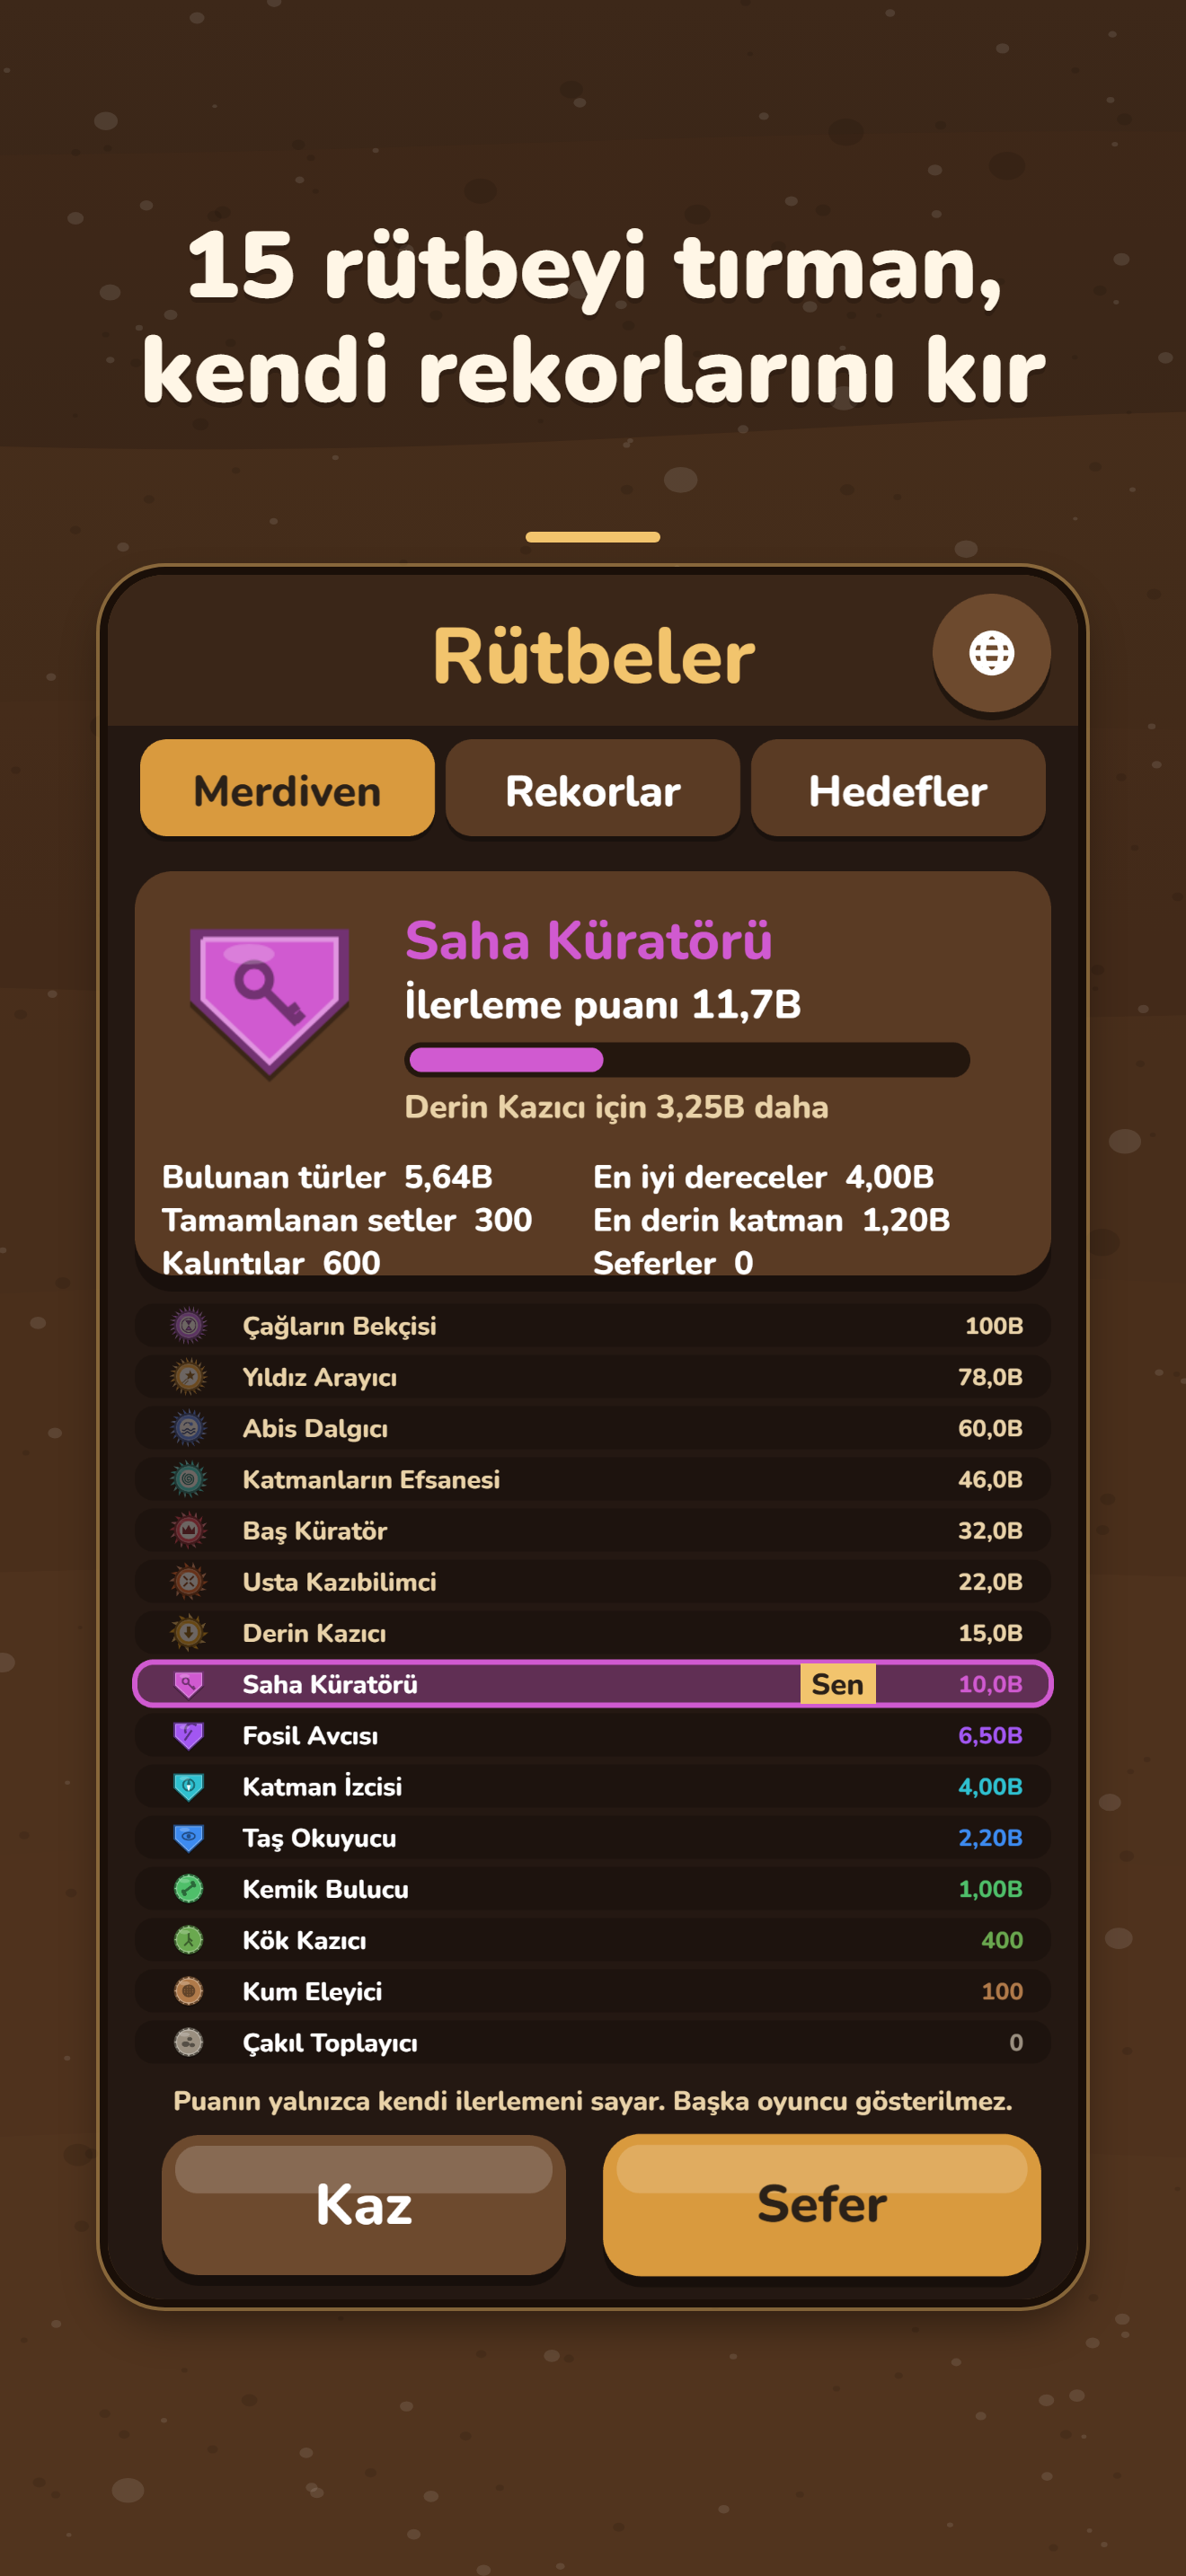 15 rütbeyi tırman,
kendi rekorlarını kır
Rütbeler
Merdiven
Rekorlar
Hedefler
Saha Küratörü
İlerleme puanı 11,7B
Derin Kazıcı için 3,25B daha
Bulunan türler 5,64B
En iyi dereceler 4,00B
Tamamlanan setler 300
En derin katman 1,20B
Kalıntılar 600
Seferler 0
Çağların Bekçisi 100B
Yıldız Arayıcı 78,0B
Abis Dalgıcı 60,0B
Katmanların Efsanesi 46,0B
Baş Küratör 32,0B
Usta Kazıbilimci 22,0B
Derin Kazıcı 15,0B
Saha Küratörü Sen 10,0B
Fosil Avcısı 6,50B
Katman İzcisi 4,00B
Taş Okuyucu 2,20B
Kemik Bulucu 1,00B
Kök Kazıcı 400
Kum Eleyici 100
Çakıl Toplayıcı 0
Puanın yalnızca kendi ilerlemeni sayar. Başka oyuncu gösterilmez.
Kaz
Sefer